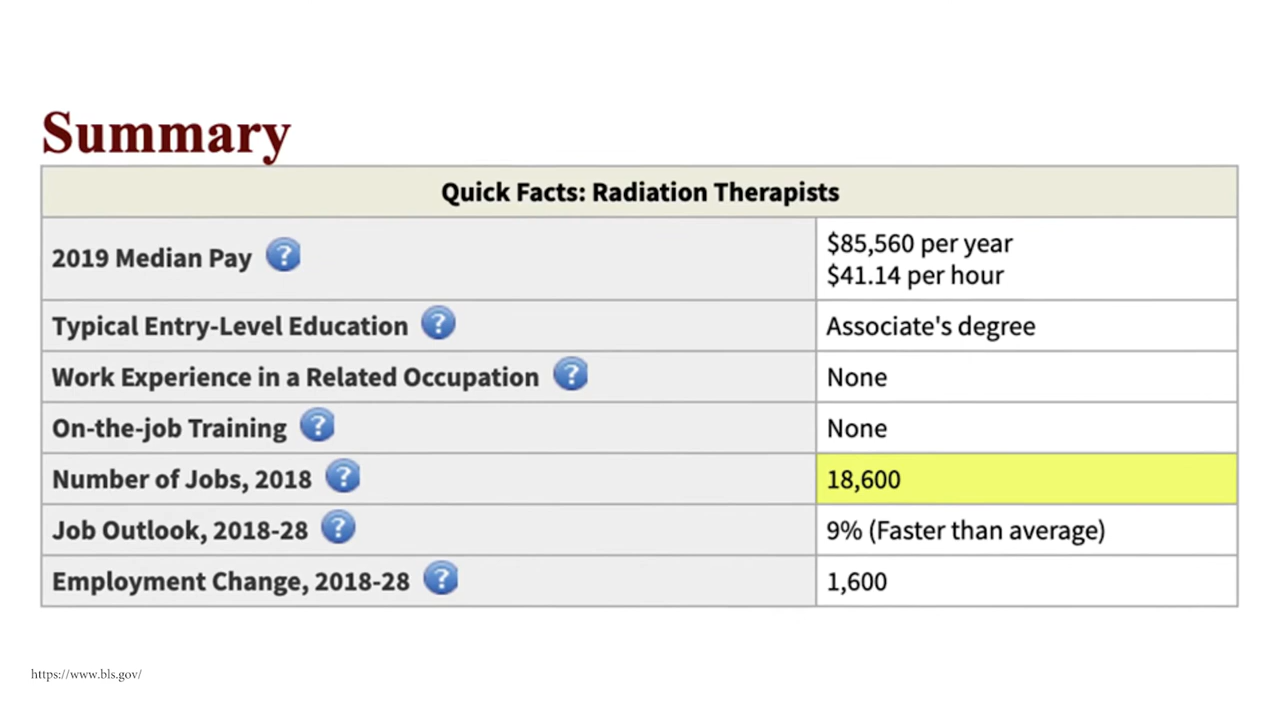 Summary
Quick Facts: Radiation Therapists
2019 Median Pay ?
$85,560 per year
$41.14 per hour
Typical Entry-Level Education ?
Associate's degree
Work Experience in a Related Occupation ?
None
On-the-job Training ?
None
Number of Jobs, 2018 ?
18,600
Job Outlook, 2018-28 ?
9% (Faster than average)
Employment Change, 2018-28 ?
1,600
https://www.bls.gov/